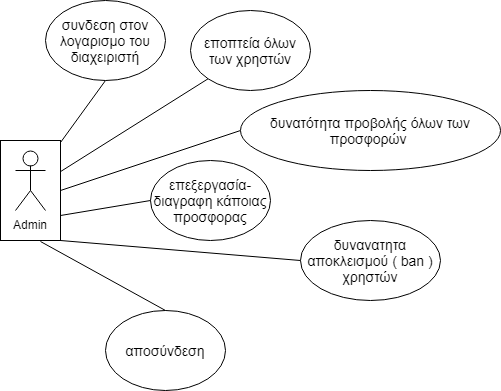 συνδεση στον
λογαρισμο του
διαχειριστή
εποπτεία όλων
των χρηστών
δυνατότητα προβολής όλων των
προσφορών
επεξεργασία-
διαγραφη κάποιας
προσφορας
Admin
δυνανατητα
αποκλεισμού ( ban )
χρηστών
αποσύνδεση